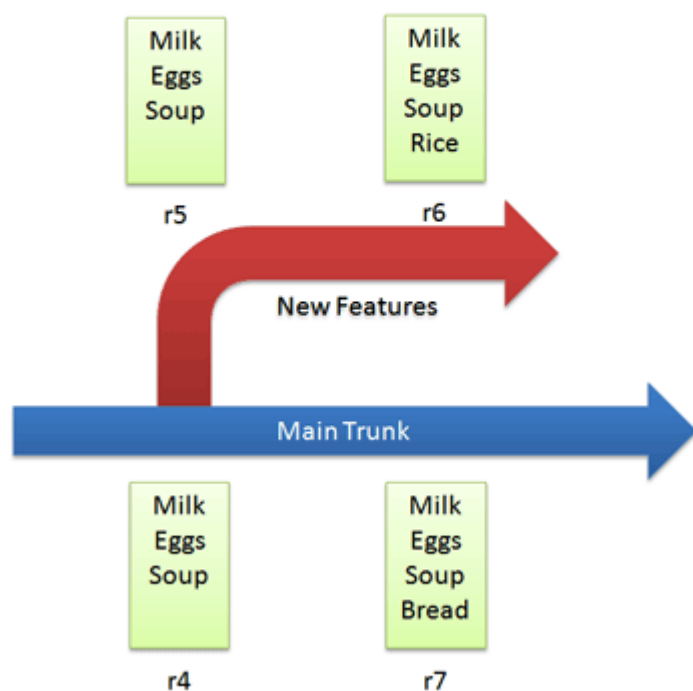 Milk
Eggs
Soup
Milk
Eggs
Soup
Rice
r5
r6
New Features
Main Trunk
Milk
Eggs
Soup
Milk
Eggs
Soup
Bread
r4
r7